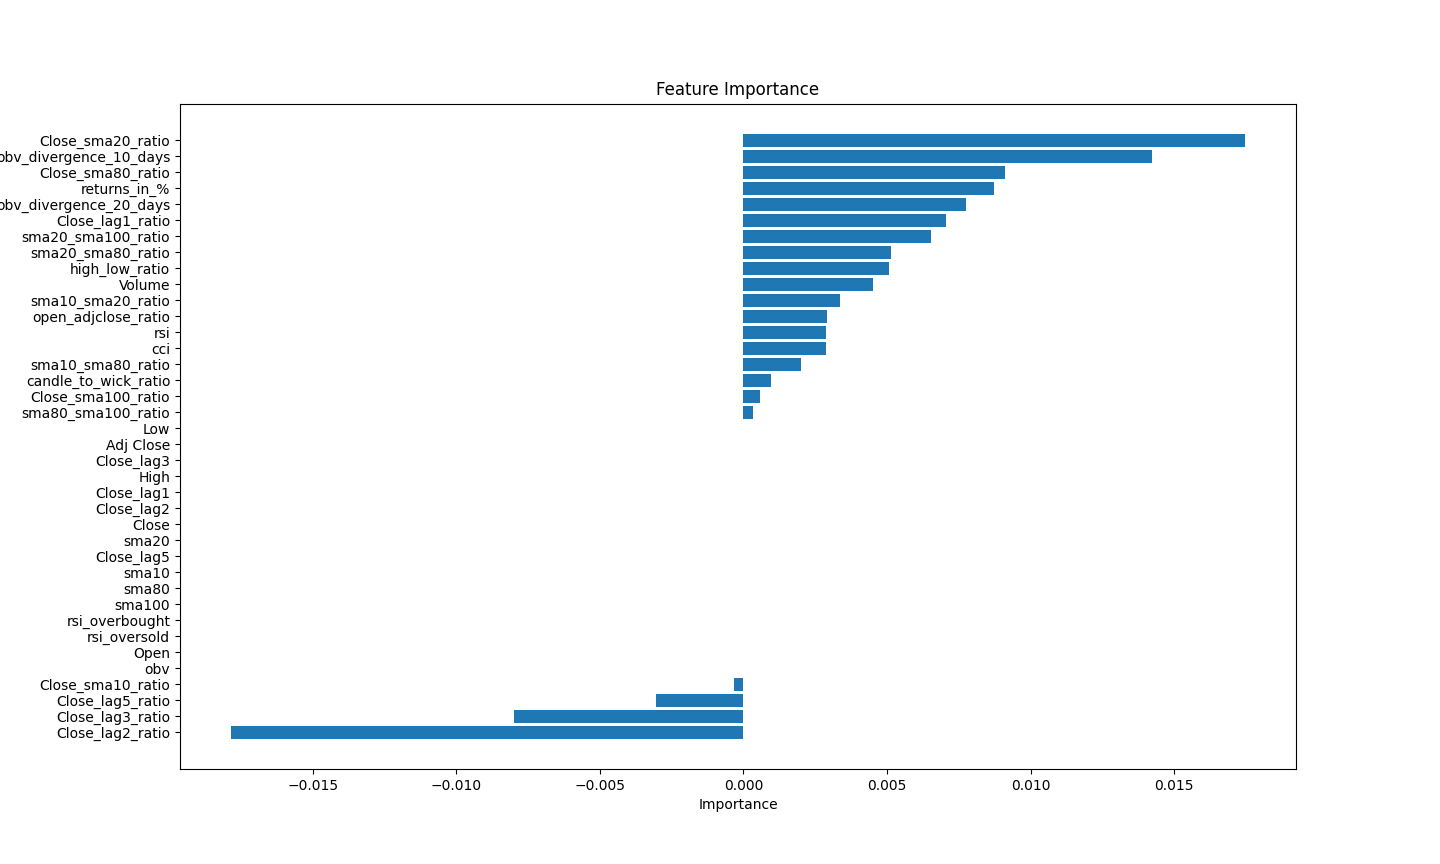 Feature Importance
Close_sma20_ratio
obv_divergence_10_days
Close_sma80_ratio
returns_in_%
obv_divergence_20_days
Close_lag1_ratio
sma20_sma100_ratio
sma20_sma80_ratio
high_low_ratio
Volume
sma10_sma20_ratio
open_adjclose_ratio
rsi
cci
sma10_sma80_ratio
candle_to_wick_ratio
Close_sma100_ratio
sma80_sma100_ratio
Low
Adj Close
Close_lag3
High
Close_lag1
Close_lag2
Close
sma20
Close_lag5
sma10
sma80
sma100
rsi_overbought
rsi_oversold
Open
obv
Close_sma10_ratio
Close_lag5_ratio
Close_lag3_ratio
Close_lag2_ratio
−0.015 −0.010 −0.005 0.000 0.005 0.010 0.015
Importance